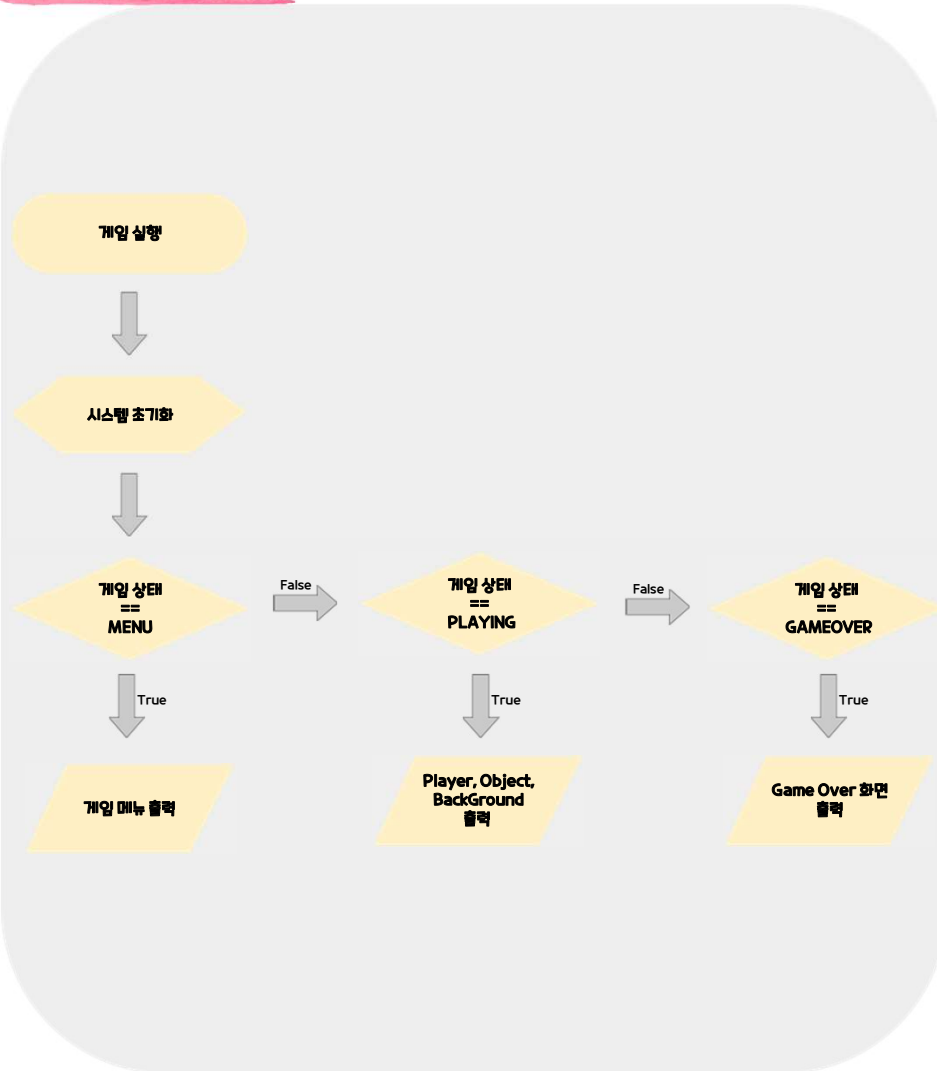 게임 실행
시스템 초기화
게임 상태
==
MENU
False
게임 상태
==
PLAYING
False
게임 상태
==
GAMEOVER
True
True
True
게임 메뉴 출력
Player, Object,
BackGround
출력
Game Over 화면
출력